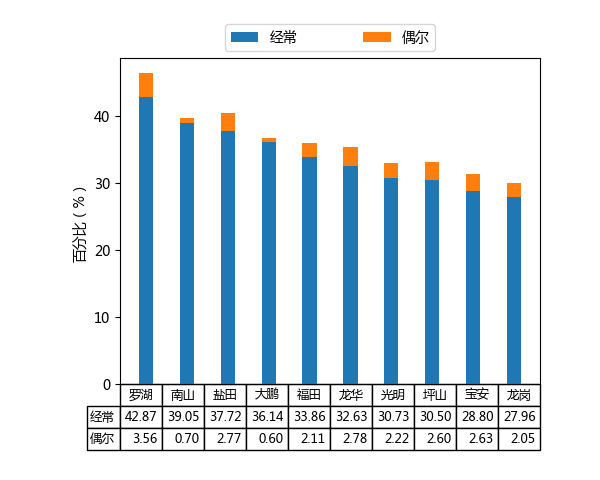 经常 偶尔
40
30
20
10
0
百分比（%）
罗湖 南山 盐田 大鹏 福田 龙华 光明 坪山 宝安 龙岗
经常 42.87 39.05 37.72 36.14 33.86 32.63 30.73 30.50 28.80 27.96
偶尔 3.56 0.70 2.77 0.60 2.11 2.78 2.22 2.60 2.63 2.05